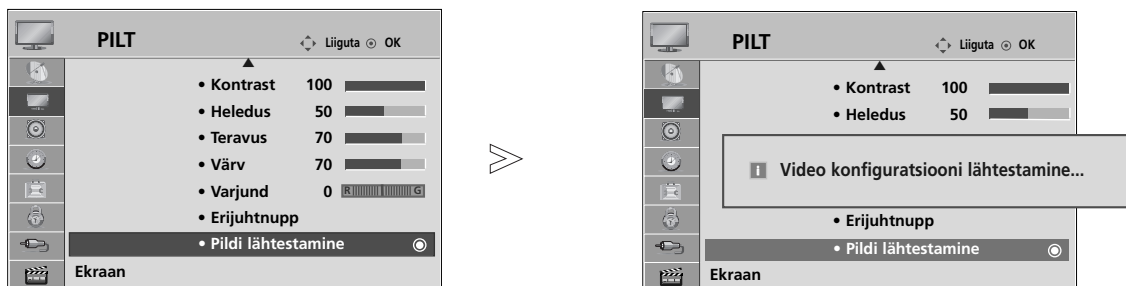 PILT
Liiguta OK
• Kontrast 100
• Heledus 50
• Teravus 70
• Värv 70
• Varjund 0 R G
• Erijuhtnupp
• Pildi lähtestamine
Ekraan
PILT
Liiguta OK
• Kontrast 100
• Heledus 50
i Video konfiguratsiooni lähtestamine...
• Erijuhtnupp
• Pildi lähtestamine
Ekraan